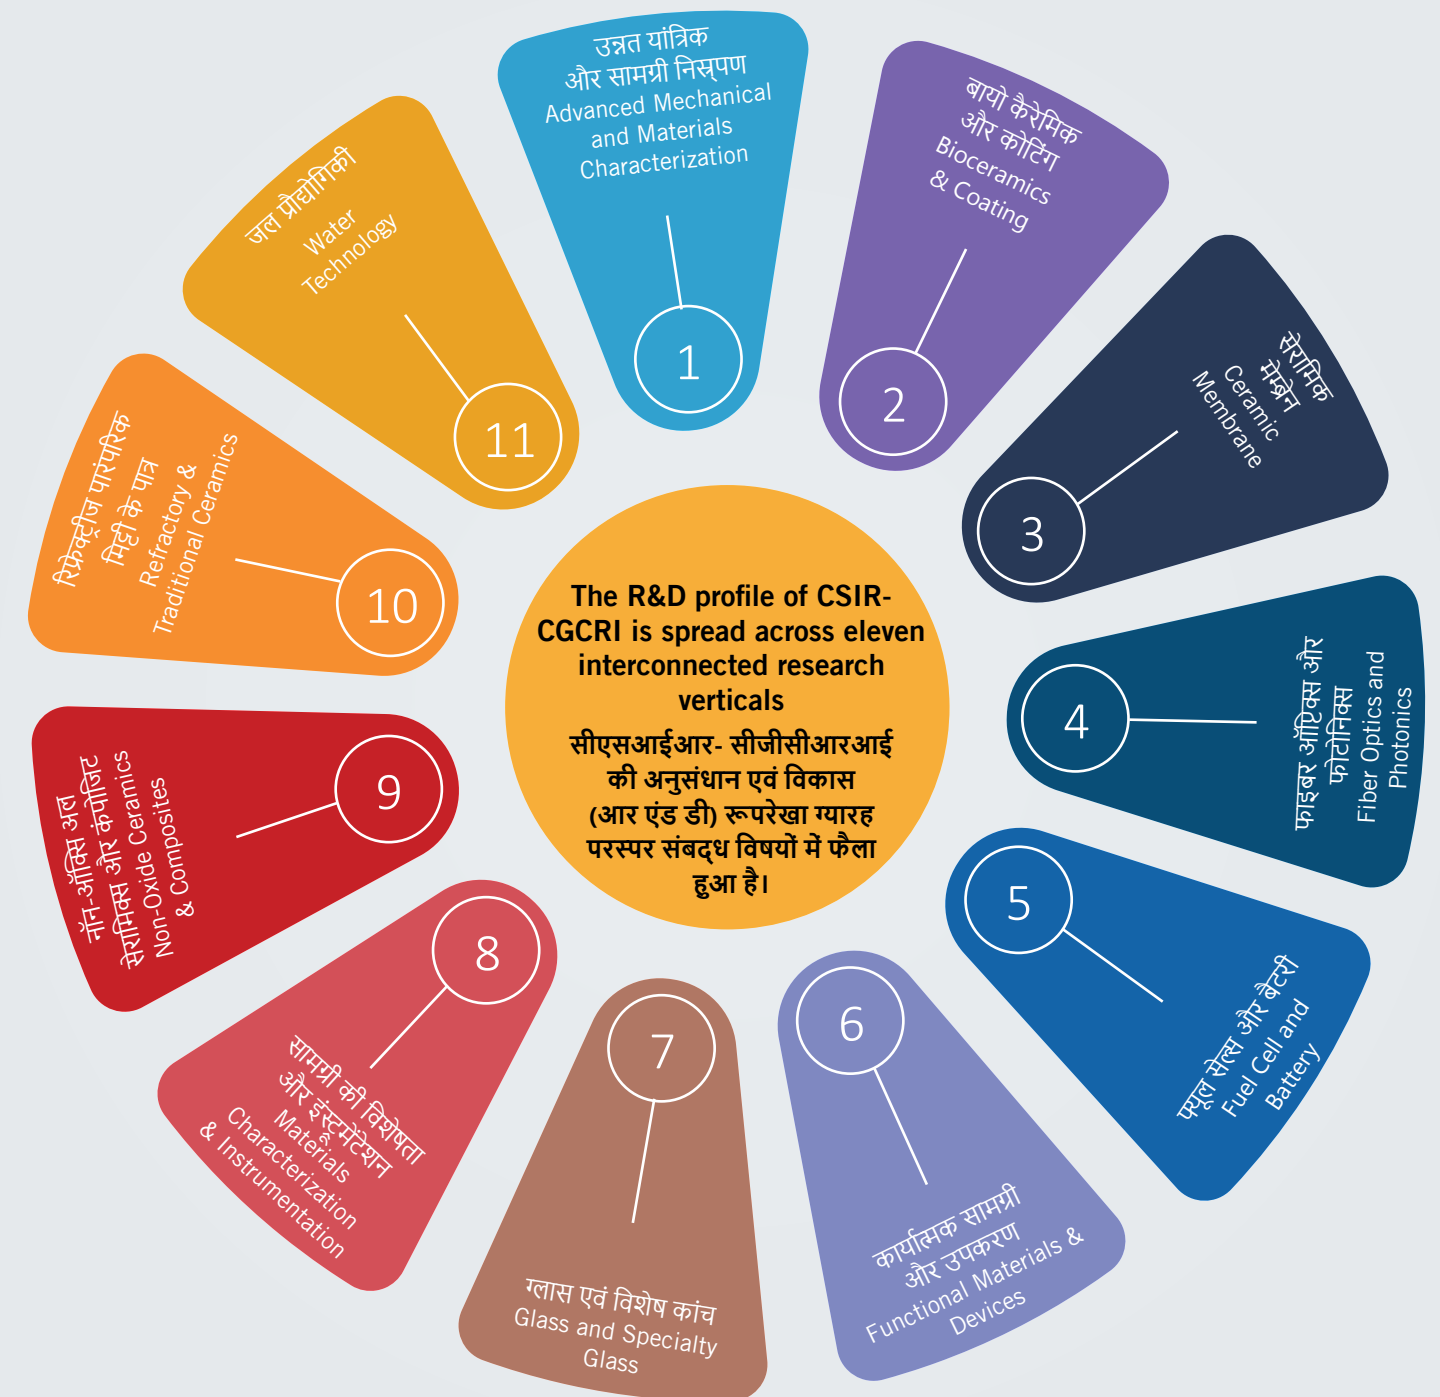 उन्नत यांत्रिक
और सामग्री निस्र्पण
Advanced Mechanical
and Materials
Characterization
1
बायो कैरेमिक
और कोटिंग
Bioceramics
& Coating
2
सेरामिक
मेम्ब्रेन
Ceramic
Membrane
3
फाइबर ऑप्टिक्स और
फोटोनिक्स
Fiber Optics and
Photonics
4
फ्यूल सेल्स और बैटरी
Fuel Cell and
Battery
5
कार्यात्मक सामग्री
और उपकरण
Functional Materials &
Devices
6
ग्लास एवं विशेष कांच
Glass and Specialty
Glass
7
सामग्री की विशेषता
और इंस्ट्रूमेंटेशन
Materials
Characterization
& Instrumentation
8
नॉन-ऑक्सि अल
सेरामिक्स और कंपोजिट
Non-Oxide Ceramics
& Composites
9
रिफ्रेक्ट्रीज पारंपरिक
मिट्टी के पात्र
Refractory &
Traditional Ceramics
10
जल प्रौद्योगिकी
Water
Technology
11
The R&D profile of CSIR-
CGCRI is spread across eleven
interconnected research
verticals
सीएसआईआर- सीजीसीआरआई
की अनुसंधान एवं विकास
(आर एंड डी) रूपरेखा ग्यारह
परस्पर संबद्ध विषयों में फैला
हुआ है।